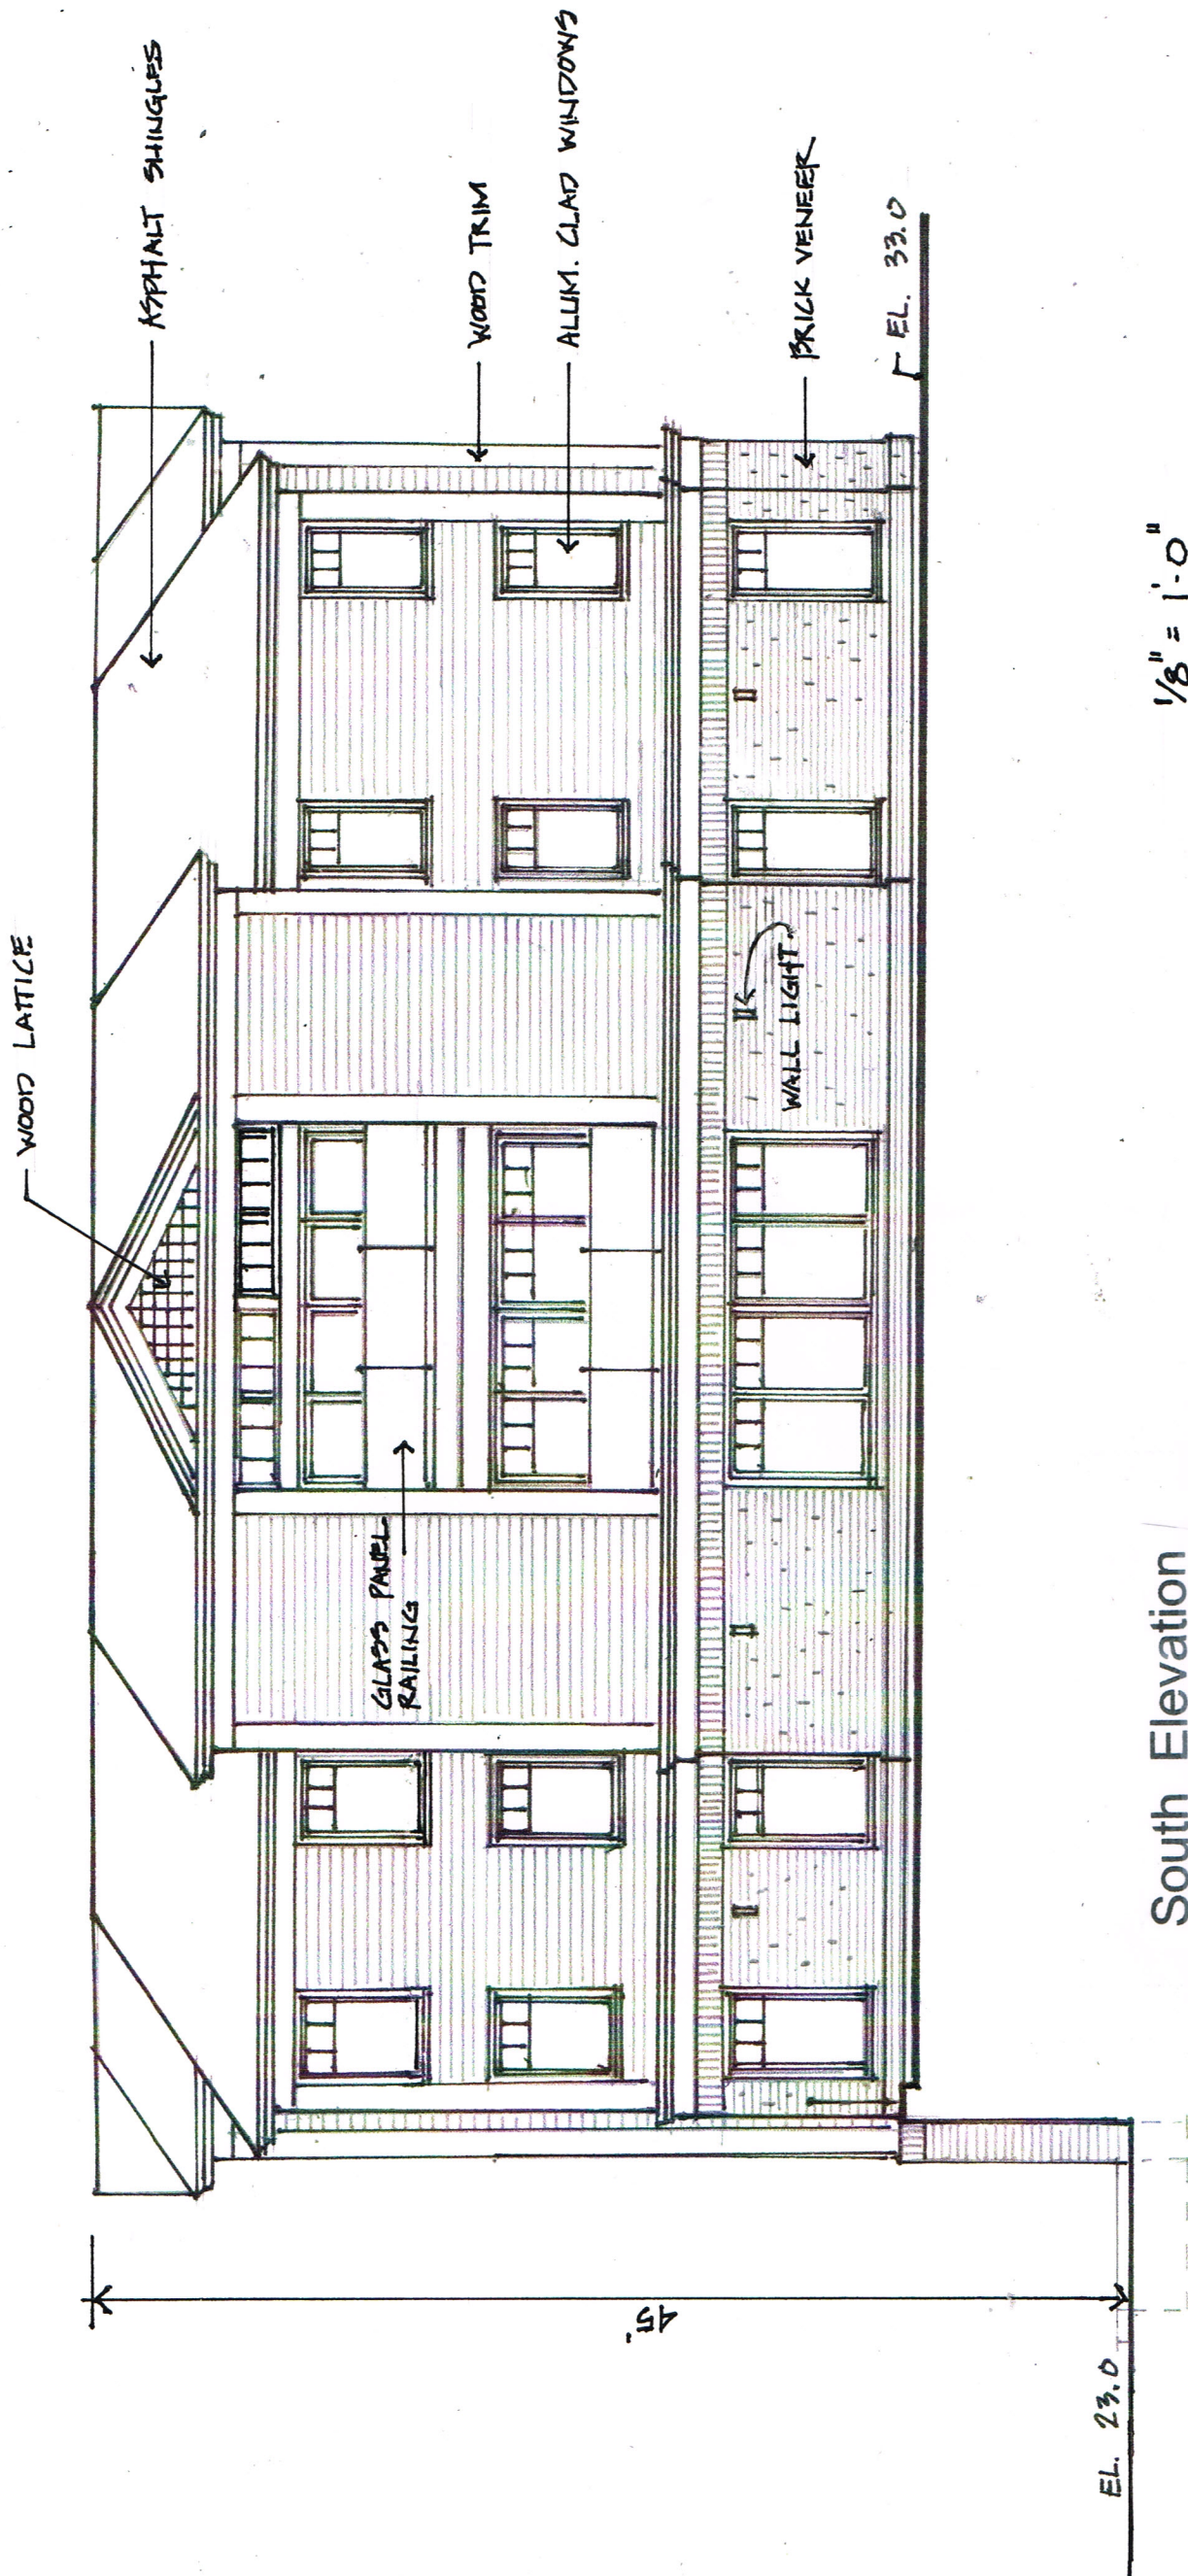 WOOD LATTICE
ASPHALT SHINGLES
WOOD TRIM
ALUM. CLAD WINDOWS
GLASS PANEL
RAILING
WALL LIGHT.
BRICK VENEER
EL. 33.0
45'
EL. 23.0
South Elevation
1/8" = 1'-0"